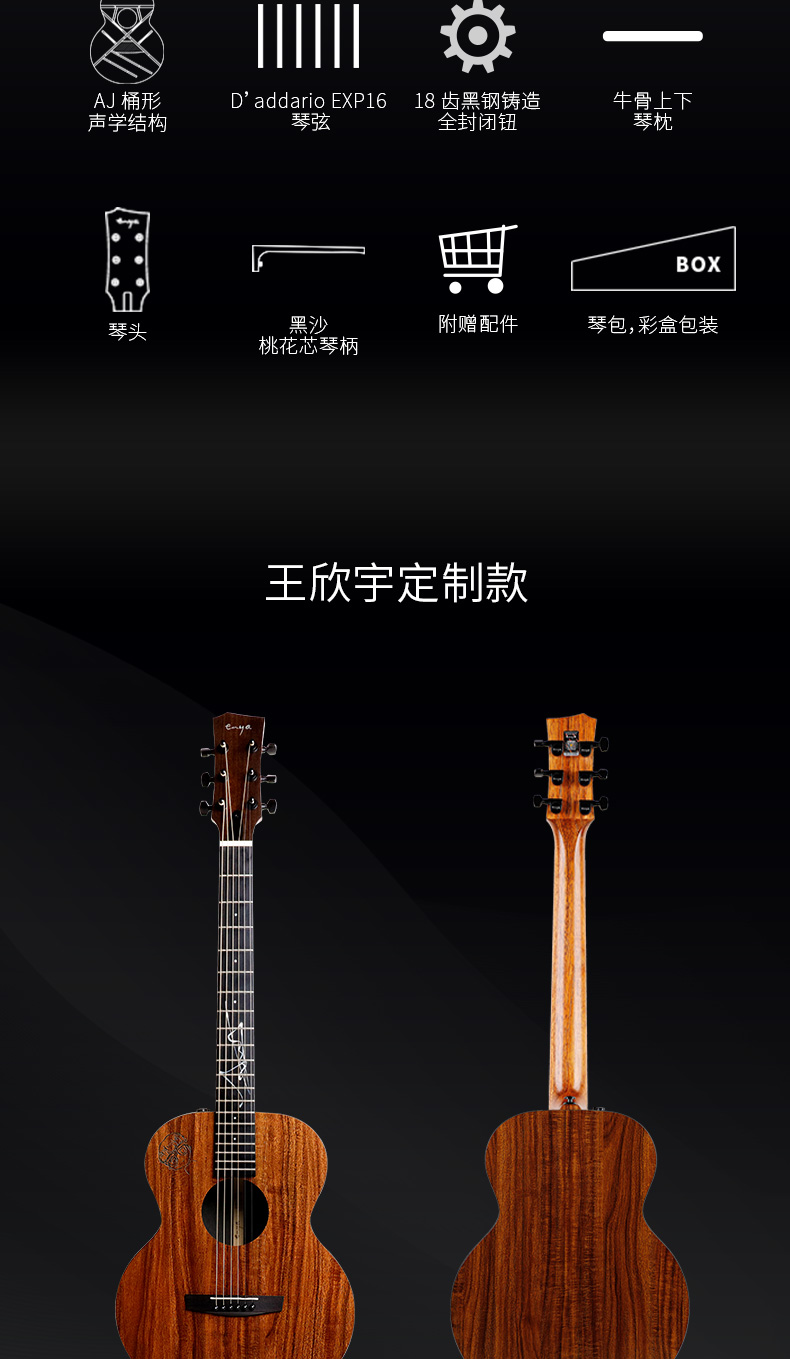 AJ 桶形
声学结构
D’addario EXP16
琴弦
18 齿黑钢铸造
全封闭钮
牛骨上下
琴枕
enya
琴头
黑沙
桃花芯琴柄
附赠配件
BOX
琴包，彩盒包装
王欣宇定制款
enya